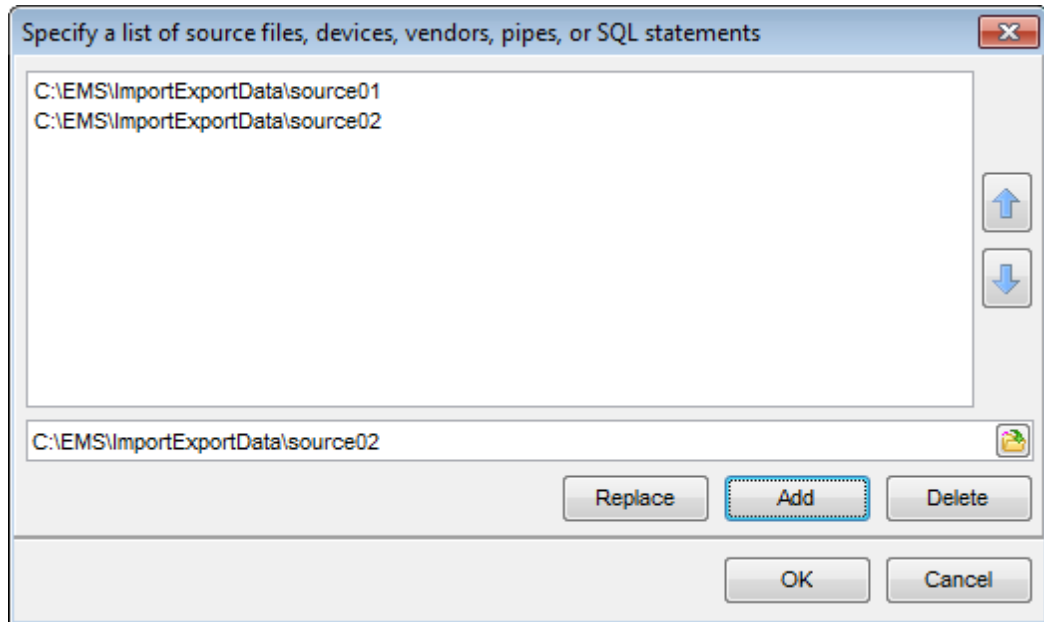 Specify a list of source files, devices, vendors, pipes, or SQL statements
C:\EMS\ImportExportData\source01
C:\EMS\ImportExportData\source02
C:\EMS\ImportExportData\source02
Replace Add Delete
OK Cancel